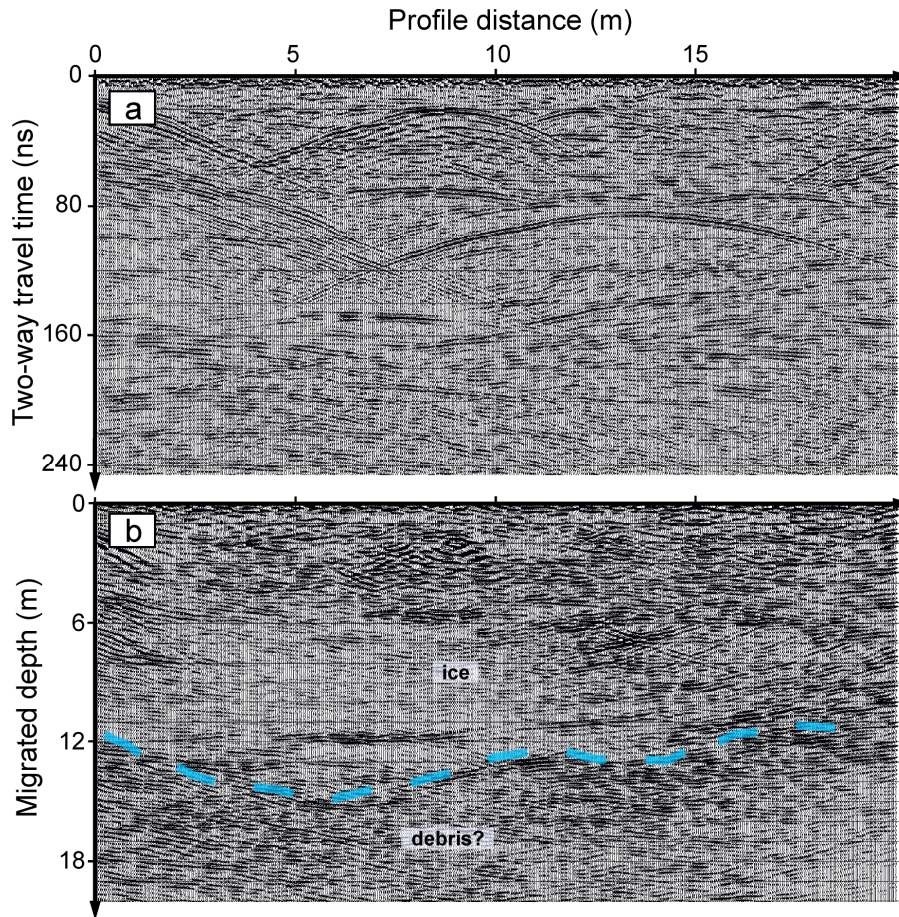 Profile distance (m)
0 5 10 15
Two-way travel time (ns)
0
a
80
160
240
Migrated depth (m)
0
b
6
ice
12
debris?
18